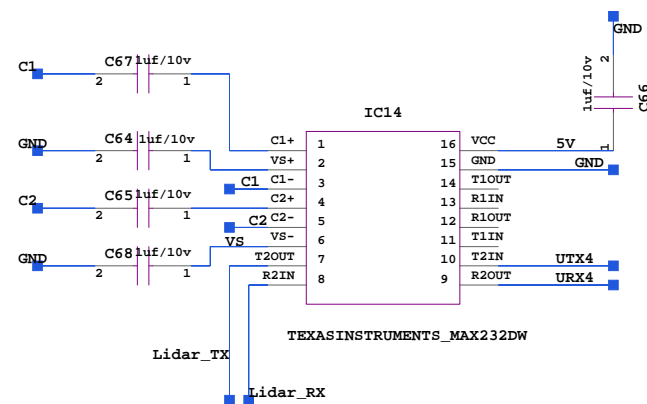 GND
C1
C67
1uf/10v
2
1
2
1uf/10v
C66
1
IC14
GND
C64
1uf/10v
2
1
C1+
1
16
VCC
5V
VS+
2
15
GND
GND
C1
C1-
3
14
T1OUT
C2
C65
1uf/10v
2
1
C2+
4
13
R1IN
C2
C2-
5
12
R1OUT
VS
VS-
6
11
T1IN
GND
C68
1uf/10v
2
1
T2OUT
7
10
T2IN
UTX4
R2IN
8
9
R2OUT
URX4
TEXASINSTRUMENTS_MAX232DW
Lidar_TX
Lidar_RX